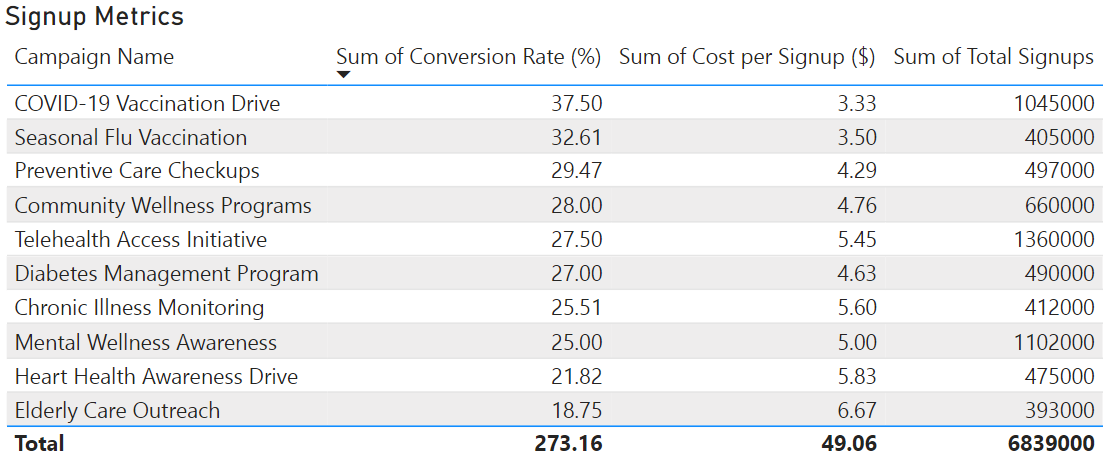 Signup Metrics
Campaign Name Sum of Conversion Rate (%) Sum of Cost per Signup ($) Sum of Total Signups
COVID-19 Vaccination Drive 37.50 3.33 1045000
Seasonal Flu Vaccination 32.61 3.50 405000
Preventive Care Checkups 29.47 4.29 497000
Community Wellness Programs 28.00 4.76 660000
Telehealth Access Initiative 27.50 5.45 1360000
Diabetes Management Program 27.00 4.63 490000
Chronic Illness Monitoring 25.51 5.60 412000
Mental Wellness Awareness 25.00 5.00 1102000
Heart Health Awareness Drive 21.82 5.83 475000
Elderly Care Outreach 18.75 6.67 393000
Total 273.16 49.06 6839000